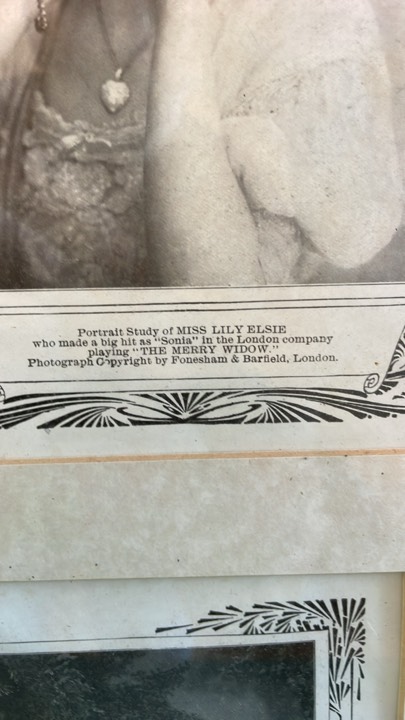 Portrait Study of MISS LILY ELSIE
who made a big hit as "Sonia" in the London company
playing "THE MERRY WIDOW."
Photograph Copyright by Fonesham & Barfield, London.